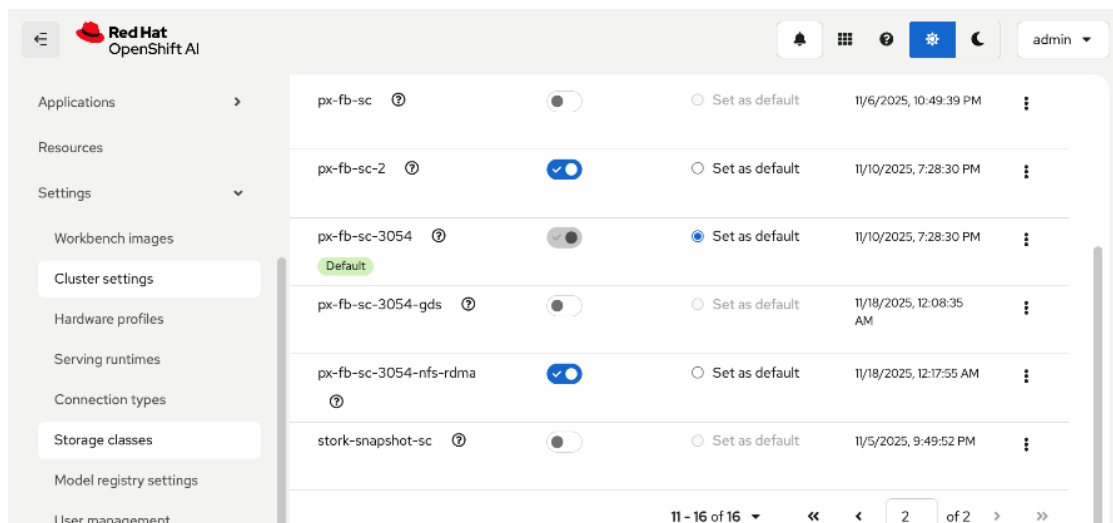 Red Hat
OpenShift AI
admin
Applications
Resources
Settings
Workbench images
Cluster settings
Hardware profiles
Serving runtimes
Connection types
Storage classes
Model registry settings
User management
px-fb-sc Set as default 11/6/2025, 10:49:39 PM
px-fb-sc-2 Set as default 11/10/2025, 7:28:30 PM
px-fb-sc-3054 Set as default 11/10/2025, 7:28:30 PM
Default
px-fb-sc-3054-gds Set as default 11/18/2025, 12:08:35
AM
px-fb-sc-3054-nfs-rdma Set as default 11/18/2025, 12:17:55 AM
stork-snapshot-sc Set as default 11/5/2025, 9:49:52 PM
11 - 16 of 16 2 of 2